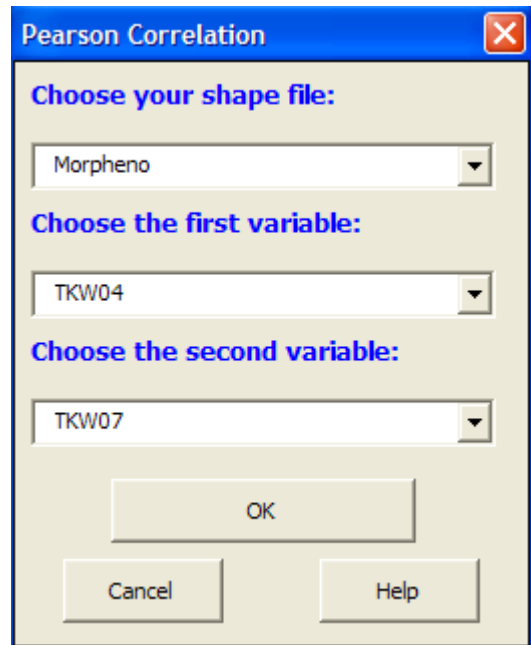 Pearson Correlation
Choose your shape file:
Morpheno
Choose the first variable:
TKW04
Choose the second variable:
TKW07
OK
Cancel Help